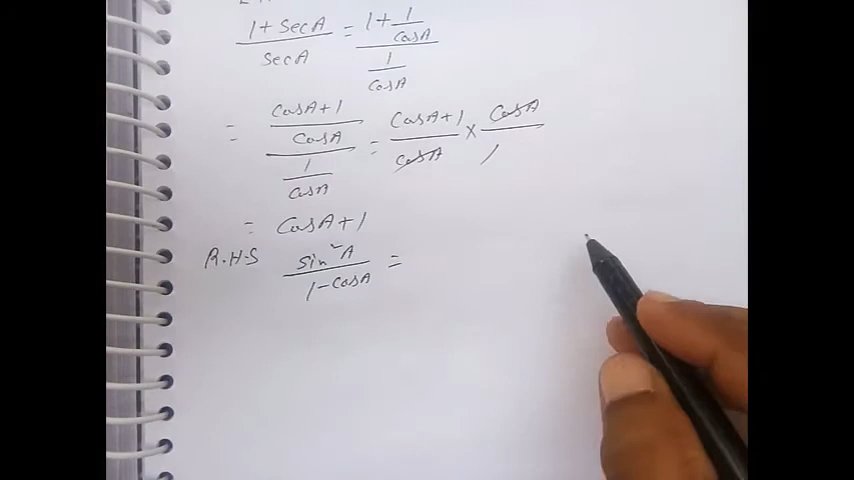 1 + secA / secA = 1 + 1/cosA / 1/cosA
= cosA + 1 / cosA / 1/cosA = cosA + 1 / cosA × cosA / 1
= cosA + 1
R.H.S sin²A / 1 - cosA =